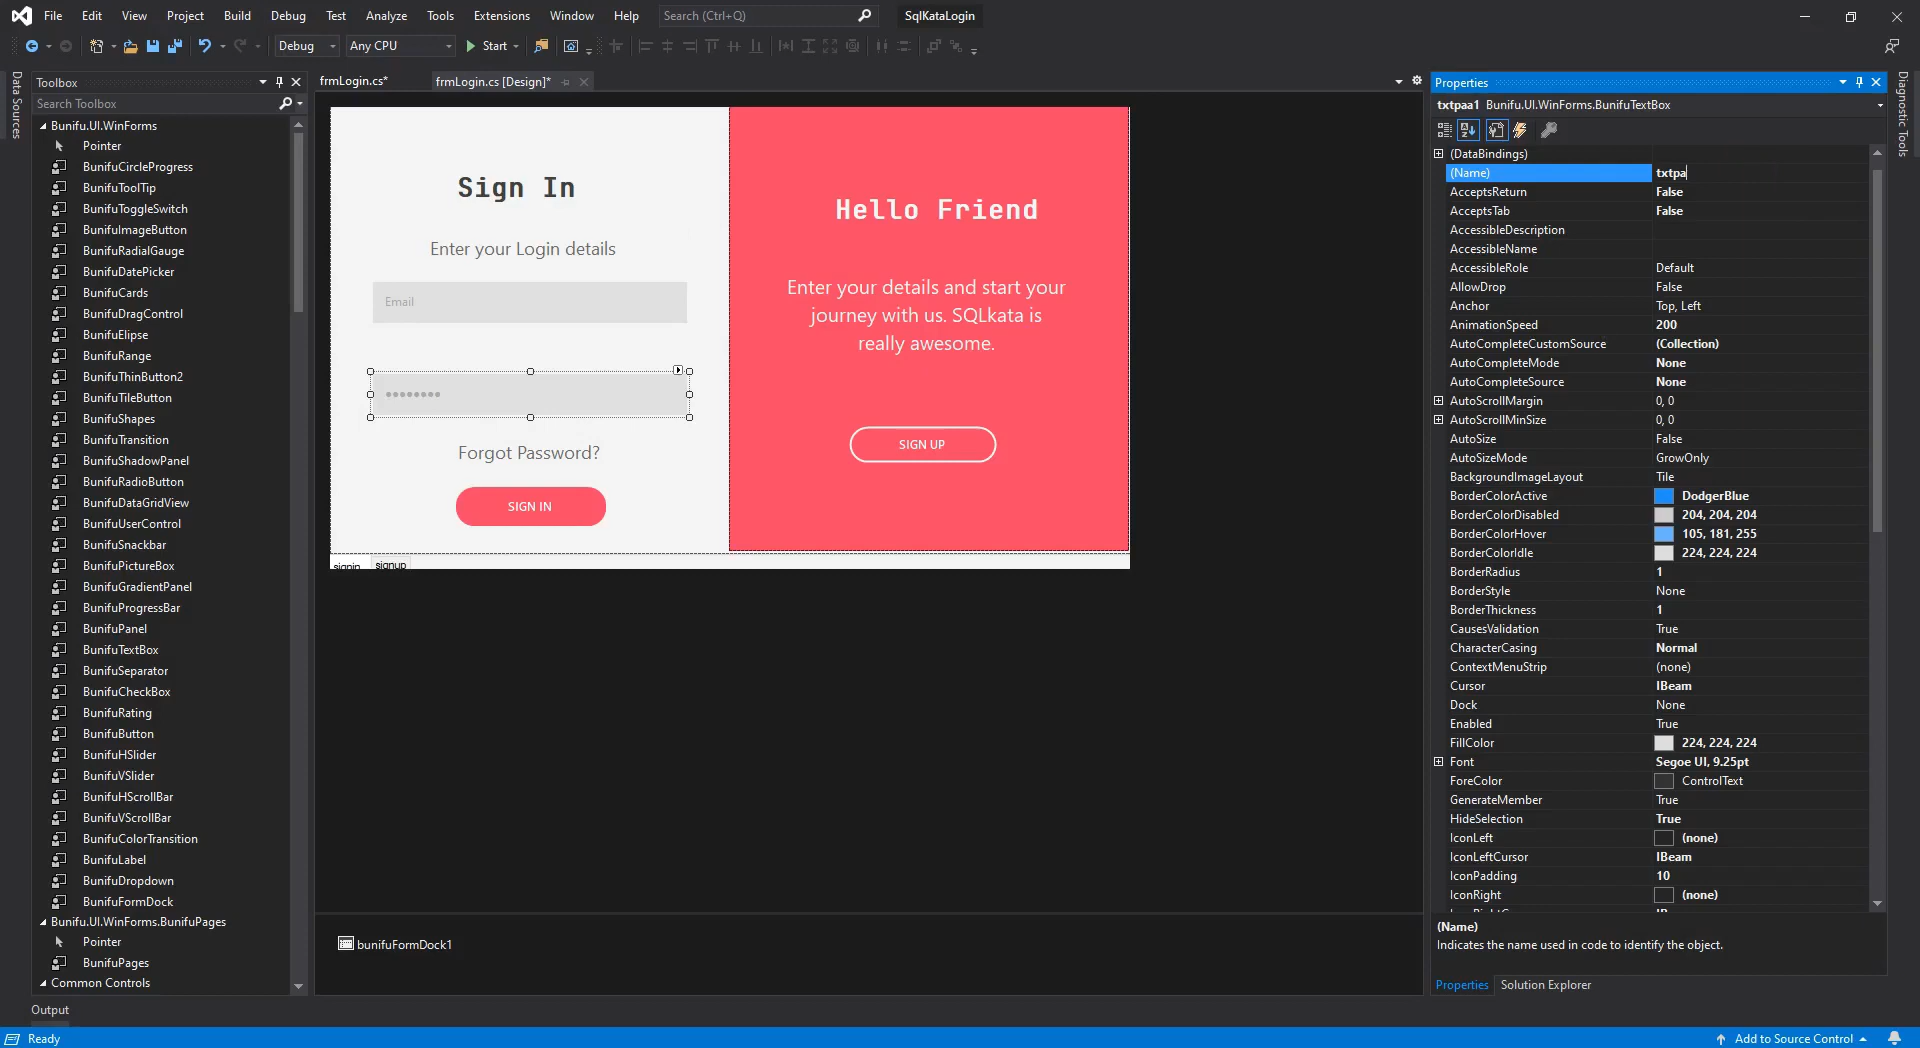 File Edit View Project Build Debug Test Analyze Tools Extensions Window Help Search (Ctrl+Q) SqlKataLogin
Debug Any CPU Start
Data Sources
Toolbox
Search Toolbox
Bunifu.UI.WinForms
Pointer
BunifuCircleProgress
BunifuToolTip
BunifuToggleSwitch
BunifuImageButton
BunifuRadialGauge
BunifuDatePicker
BunifuCards
BunifuDragControl
BunifuElipse
BunifuRange
BunifuThinButton2
BunifuTileButton
BunifuShapes
BunifuTransition
BunifuShadowPanel
BunifuRadioButton
BunifuDataGridView
BunifuUserControl
BunifuSnackbar
BunifuPictureBox
BunifuGradientPanel
BunifuProgressBar
BunifuPanel
BunifuTextBox
BunifuSeparator
BunifuCheckBox
BunifuRating
BunifuButton
BunifuHSlider
BunifuVSlider
BunifuHScrollBar
BunifuVScrollBar
BunifuColorTransition
BunifuLabel
BunifuDropdown
BunifuFormDock
Bunifu.UI.WinForms.BunifuPages
Pointer
BunifuPages
Common Controls
frmLogin.cs* frmLogin.cs [Design]*
Sign In
Enter your Login details
Email
Forgot Password?
SIGN IN
Hello Friend
Enter your details and start your
journey with us. SQLkata is
really awesome.
SIGN UP
signin signup
bunifuFormDock1
Properties
txtpaa1 Bunifu.UI.WinForms.BunifuTextBox
(DataBindings)
(Name) txtpa
AcceptsReturn False
AcceptsTab False
AccessibleDescription
AccessibleName
AccessibleRole Default
AllowDrop False
Anchor Top, Left
AnimationSpeed 200
AutoCompleteCustomSource (Collection)
AutoCompleteMode None
AutoCompleteSource None
AutoScrollMargin 0, 0
AutoScrollMinSize 0, 0
AutoSize False
AutoSizeMode GrowOnly
BackgroundImageLayout Tile
BorderColorActive DodgerBlue
BorderColorDisabled 204, 204, 204
BorderColorHover 105, 181, 255
BorderColorIdle 224, 224, 224
BorderRadius 1
BorderStyle None
BorderThickness 1
CausesValidation True
CharacterCasing Normal
ContextMenuStrip (none)
Cursor IBeam
Dock None
Enabled True
FillColor 224, 224, 224
Font Segoe UI, 9.25pt
ForeColor ControlText
GenerateMember True
HideSelection True
IconLeft (none)
IconLeftCursor IBeam
IconPadding 10
IconRight (none)
(Name)
Indicates the name used in code to identify the object.
Properties Solution Explorer
Diagnostic Tools
Output
Ready
Add to Source Control